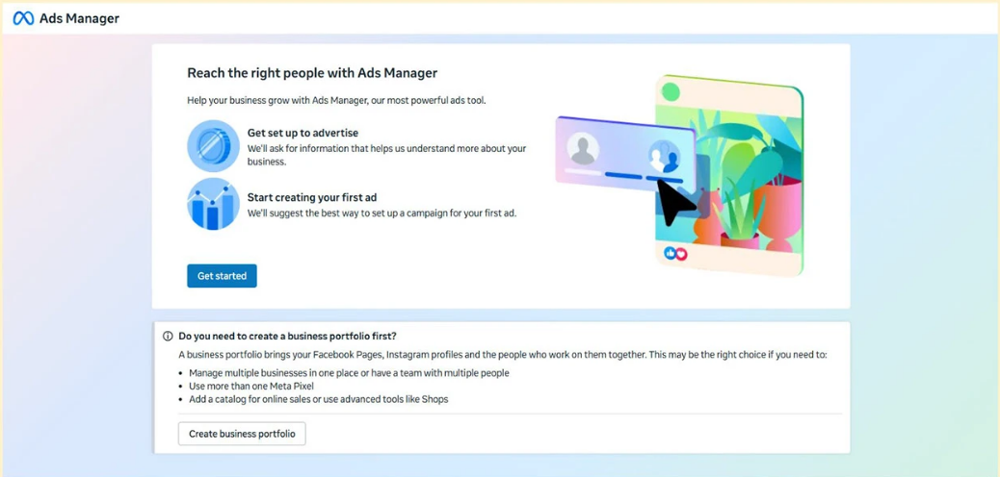 Ads Manager
Reach the right people with Ads Manager
Help your business grow with Ads Manager, our most powerful ads tool.
Get set up to advertise
We'll ask for information that helps us understand more about your
business.
Start creating your first ad
We'll suggest the best way to set up a campaign for your first ad.
Get started
Do you need to create a business portfolio first?
A business portfolio brings your Facebook Pages, Instagram profiles and the people who work on them together. This may be the right choice if you need to:
• Manage multiple businesses in one place or have a team with multiple people
• Use more than one Meta Pixel
• Add a catalog for online sales or use advanced tools like Shops
Create business portfolio